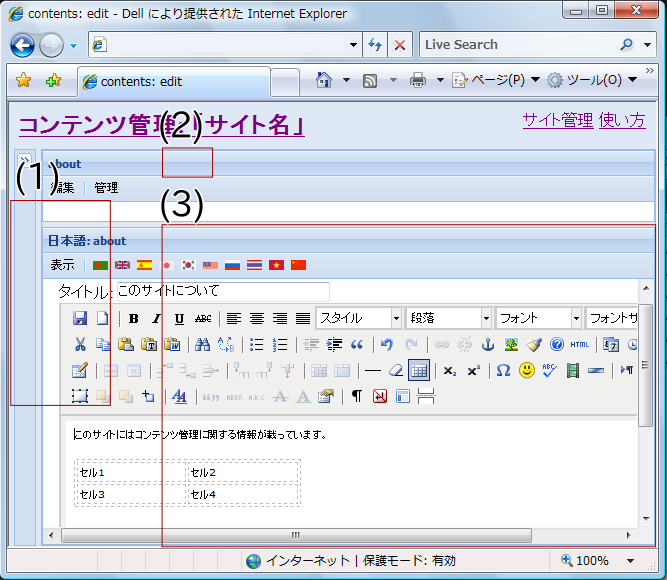 contents: edit - Dell により提供された Internet Explorer
Live Search
contents: edit
ページ(P)
ツール(O)
コンテンツ管理「サイト名」
サイト管理 使い方
(2)
about
(1)
編集 管理
(3)
日本語: about
表示
タイトル: このサイトについて
B I U ABC スタイル 段落 フォント フォントサ
HTML
¶
このサイトにはコンテンツ管理に関する情報が載っています。
セル1 セル2
セル3 セル4
インターネット | 保護モード: 有効 100%